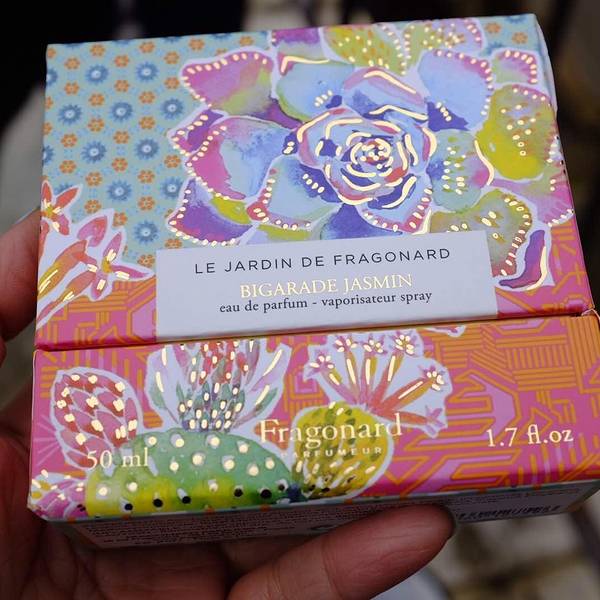 LE JARDIN DE FRAGONARD
BIGARADE JASMIN
eau de parfum - vaporisateur spray
Fragonard
PARFUMEUR
50 ml
1.7 fl.oz